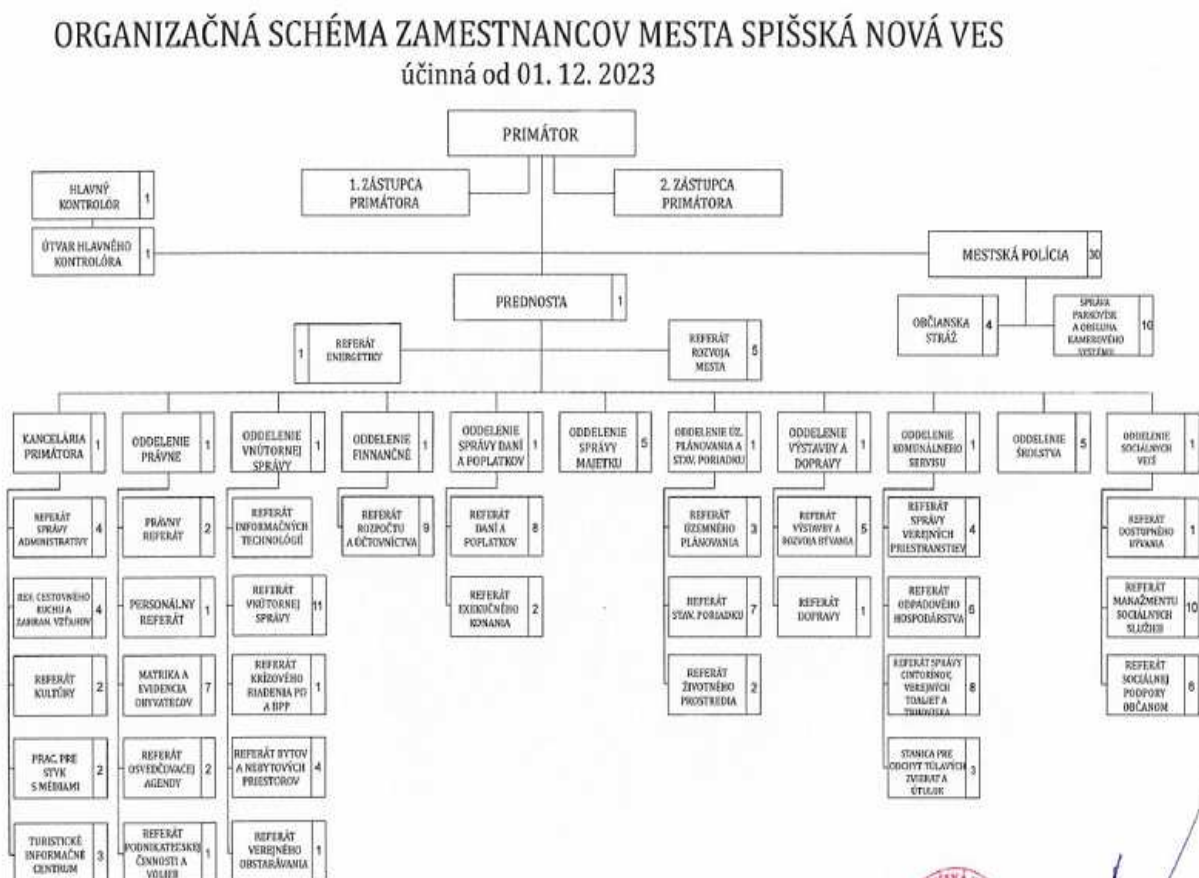 ORGANIZAČNÁ SCHÉMA ZAMESTNANCOV MESTA SPIŠSKÁ NOVÁ VES
účinná od 01. 12. 2023
PRIMÁTOR
1. ZÁSTUPCA
PRIMÁTORA
2. ZÁSTUPCA
PRIMÁTORA
HLAVNÝ
KONTROLÓR
1
ÚTVAR HLAVNÉHO
KONTROLÓRA
1
MESTSKÁ POLÍCIA
30
PREDNOSTA
1
OBČIANSKA
STRÁŽ
4
SPRÁVA
PARKOVÍSK
A OBSLUHA
KAMEROVÉHO
SYSTÉMU
10
1
REFERÁT
ENERGETIKY
REFERÁT
ROZVOJA
MESTA
5
KANCELÁRIA
PRIMÁTORA
1
ODDELENIE
PRÁVNE
1
ODDELENIE
VNÚTORNEJ
SPRÁVY
1
ODDELENIE
FINANNČNÉ
1
ODDELENIE
SPRÁVY DANÍ
A POPLATKOV
1
ODDELENIE
SPRÁVY
MAJETKU
5
ODDELENIE ÚZ.
PLÁNOVANIA A
STAV. PORIADKU
1
ODDELENIE
VÝSTAVBY A
DOPRAVY
1
ODDELENIE
KOMUNÁLNEHO
SERVISU
1
ODDELENIE
ŠKOLSTVA
5
ODDELENIE
SOCIÁLNYCH
VECÍ
1
REFERÁT
SPRÁVY
ADMINISTRATÍVY
4
PRÁVNY
REFERÁT
2
REFERÁT
INFORMAČNÝCH
TECHNOLÓGIÍ
REFERÁT
ROZPOČTU
A ÚČTOVNÍCTVA
9
REFERÁT
DANÍ A
POPLATKOV
8
REFERÁT
ÚZEMNÉHO
PLÁNOVANIA
3
REFERÁT
VÝSTAVBY A
ROZVOJA BÝVANIA
5
REFERÁT
SPRÁVY
VEREJNÝCH
PRIESTRANSTIEV
4
REFERÁT
DOSTUPNÉHO
BÝVANIA
1
REF. CESTOVNÉHO
RUCHU A
ZAHRAN. VZŤAHOV
4
PERSONÁLNY
REFERÁT
1
REFERÁT
VNÚTORNEJ
SPRÁVY
11
REFERÁT
EXEKUČNÉHO
KONANIA
2
REFERÁT
STAV. PORIADKU
7
REFERÁT
DOPRAVY
1
REFERÁT
ODPADOVÉHO
HOSPODÁRSTVA
6
REFERÁT
MANAŽMENTU
SOCIÁLNYCH
SLUŽIEB
10
REFERÁT
KULTÚRY
2
MATRIKA A
EVIDENCIA
OBYVATEĽOV
7
REFERÁT
KRÍZOVÉHO
RIADENIA PO
A BPP
1
REFERÁT
ŽIVOTNÉHO
PROSTREDIA
2
REFERÁT SPRÁVY
CINTORÍNOV,
VEREJNÝCH
TOALIET A
TRHOVISKA
8
REFERÁT
SOCIÁLNEJ
PODPORY
OBČANOM
PRAC. PRE
STYK
S MÉDIAMI
2
REFERÁT
OSVEDČOVACEJ
AGENDY
2
REFERÁT BYTOV
A NEBYTOVÝCH
PRIESTOROV
4
STANICA PRE
ODCHYT TÚLAVÝCH
ZVIERAT A
ÚTULOK
3
TURISTICKÉ
INFORMAČNÉ
CENTRUM
3
REFERÁT
PODNIKATEĽSKEJ
ČINNOSTI A
VOLIEB
1
REFERÁT
VEREJNÉHO
OBSTARÁVANIA
1